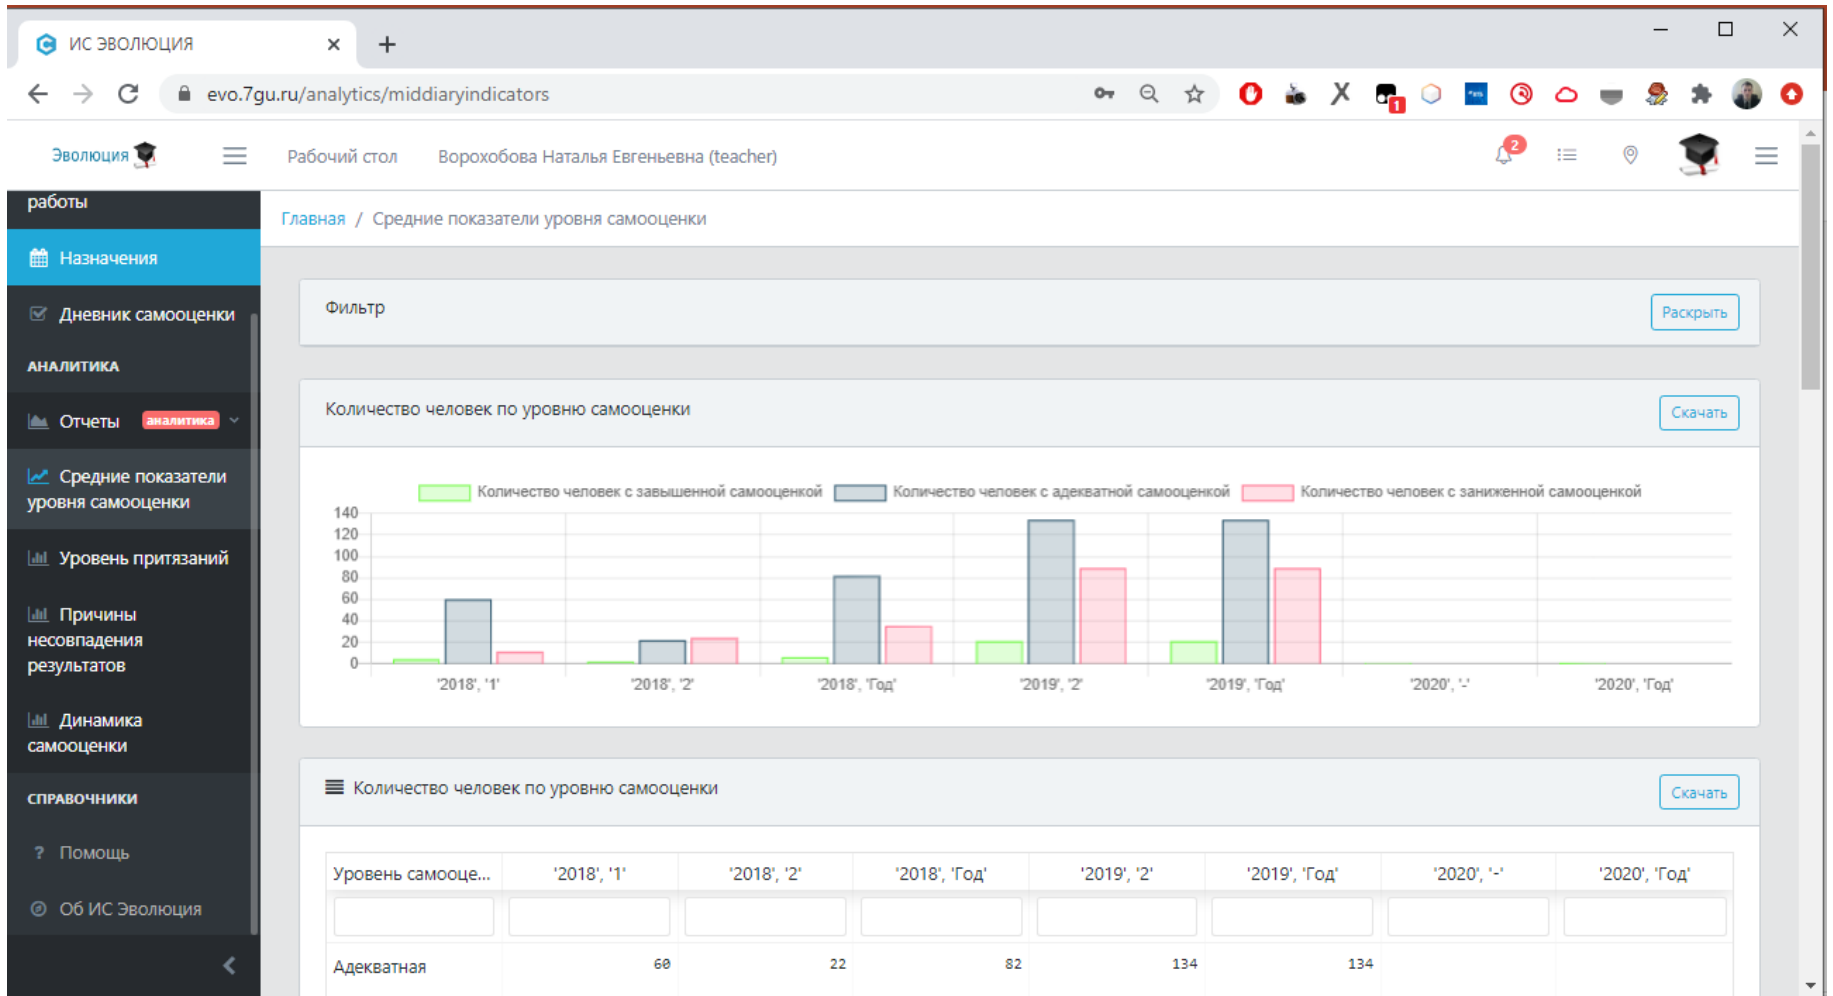 ИС ЭВОЛЮЦИЯ
evo.7gu.ru/analytics/middiaryindicators
1
Эволюция
Рабочий стол
Ворохобова Наталья Евгеньевна (teacher)
2
работы
Назначения
Дневник самооценки
АНАЛИТИКА
Отчеты аналитика
Средние показатели
уровня самооценки
Уровень притязаний
Причины
несовпадения
результатов
Динамика
самооценки
СПРАВОЧНИКИ
? Помощь
Об ИС Эволюция
Главная / Средние показатели уровня самооценки
Фильтр
Раскрыть
Количество человек по уровню самооценки
Скачать
Количество человек с завышенной самооценкой Количество человек с адекватной самооценкой Количество человек с заниженной самооценкой
140
120
100
80
60
40
20
0
'2018', '1' '2018', '2' '2018', 'Год' '2019', '2' '2019', 'Год' '2020', '-' '2020', 'Год'
Количество человек по уровню самооценки
Скачать
Уровень самооце... '2018', '1' '2018', '2' '2018', 'Год' '2019', '2' '2019', 'Год' '2020', '-' '2020', 'Год'
Адекватная 60 22 82 134 134